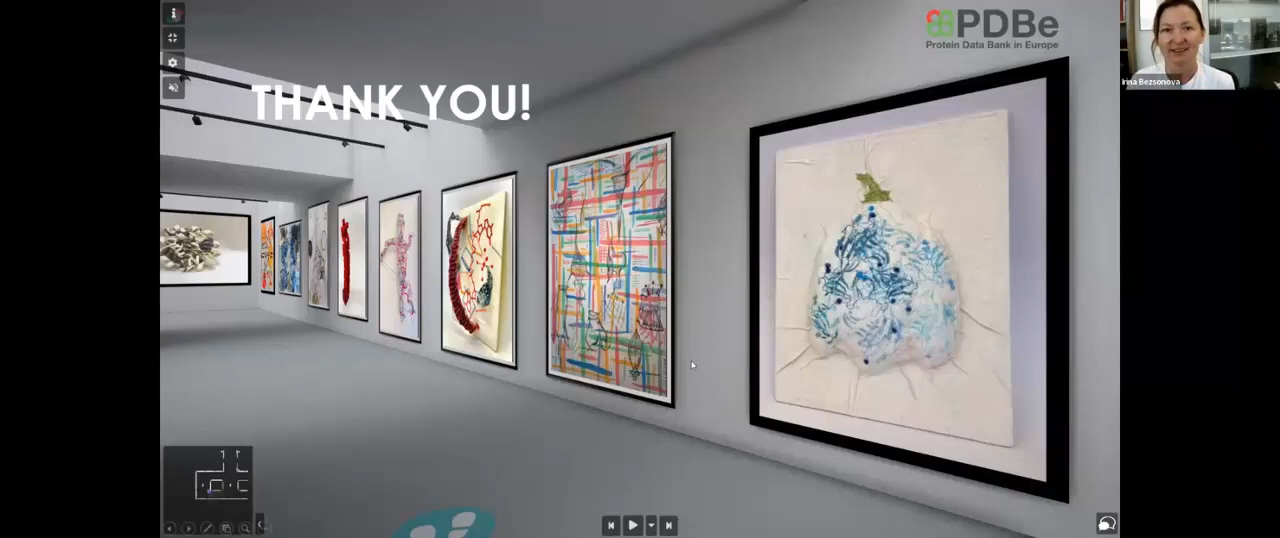 PDBe
Protein Data Bank in Europe
THANK YOU!
Irina Bezsonova